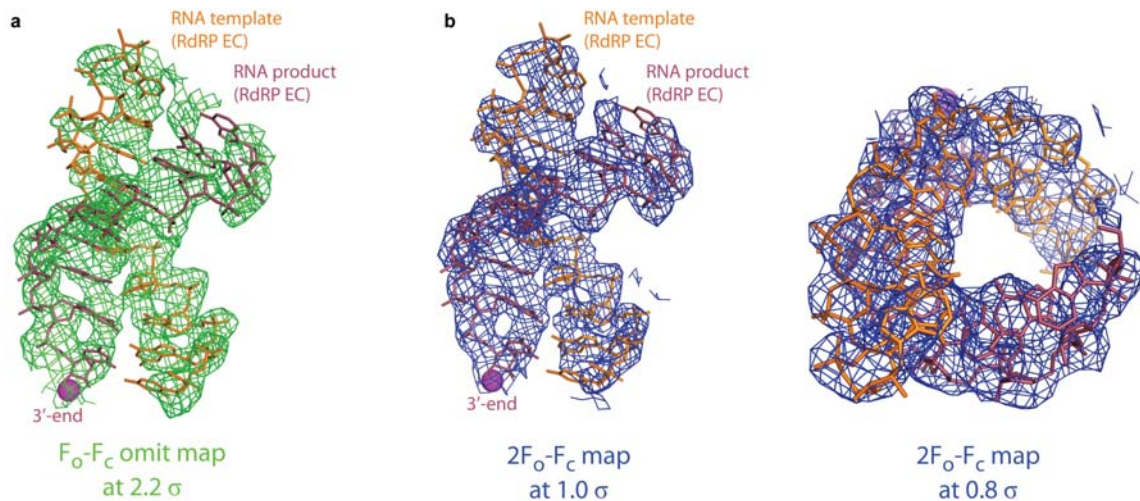 a
RNA template
(RdRP EC)
RNA product
(RdRP EC)
3'-end
Fo-Fc omit map
at 2.2 σ
b
RNA template
(RdRP EC)
RNA product
(RdRP EC)
3'-end
2Fo-Fc map
at 1.0 σ
2Fo-Fc map
at 0.8 σ